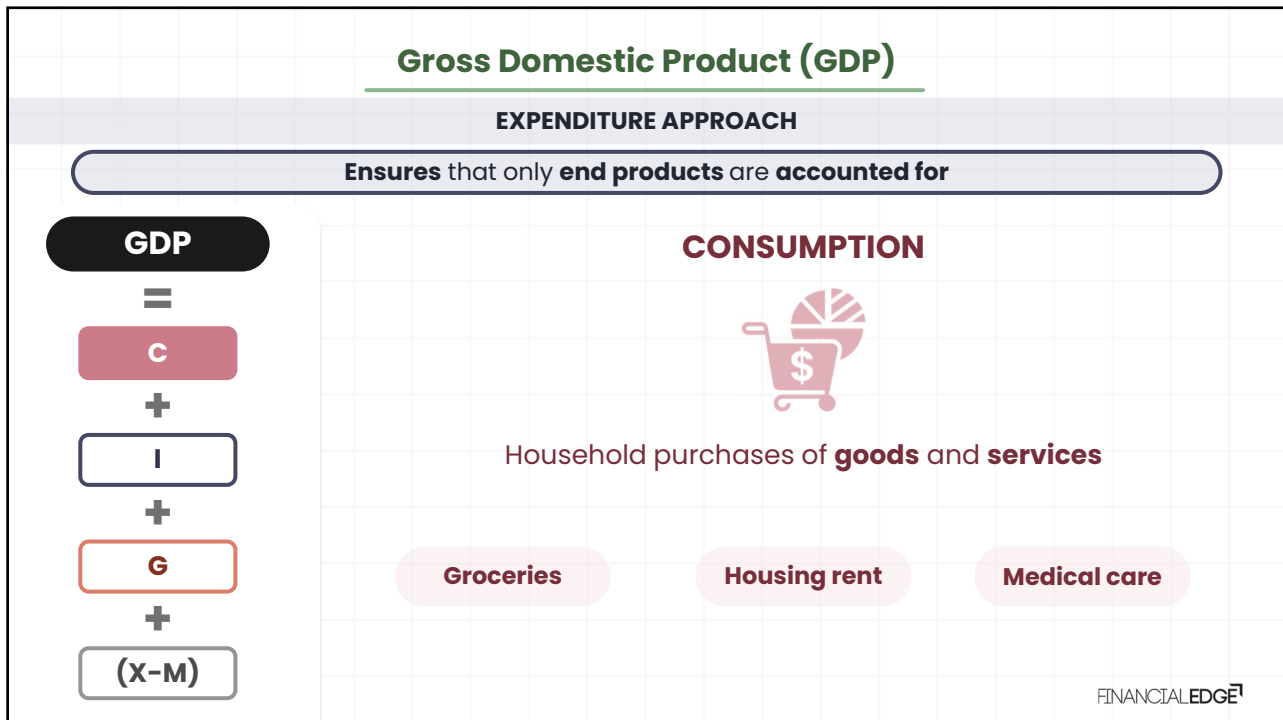 Gross Domestic Product (GDP)
EXPENDITURE APPROACH
Ensures that only end products are accounted for
GDP
=
C
+
I
+
G
+
(X-M)
CONSUMPTION
$
Household purchases of goods and services
Groceries
Housing rent
Medical care
FINANCIALEDGE